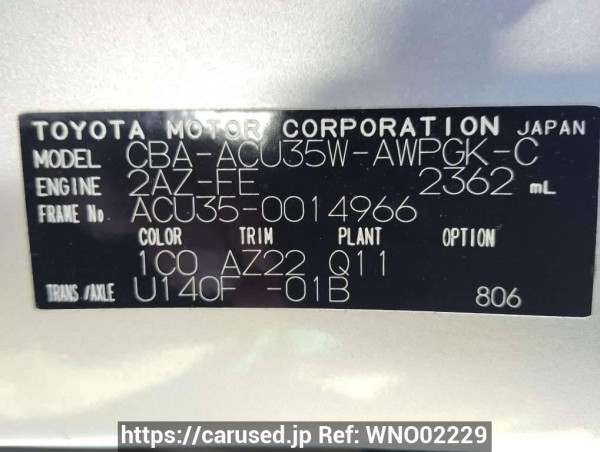 TOYOTA MOTOR CORPORATION JAPAN
MODEL CBA-ACU35W-AWPGK-C
ENGINE 2AZ-FE 2362 mL
FRAME No. ACU35-0014966
COLOR TRIM PLANT OPTION
1C0 AZ22 Q11
TRANS./AXLE U140F -01B 806
https://carused.jp Ref: WNO02229